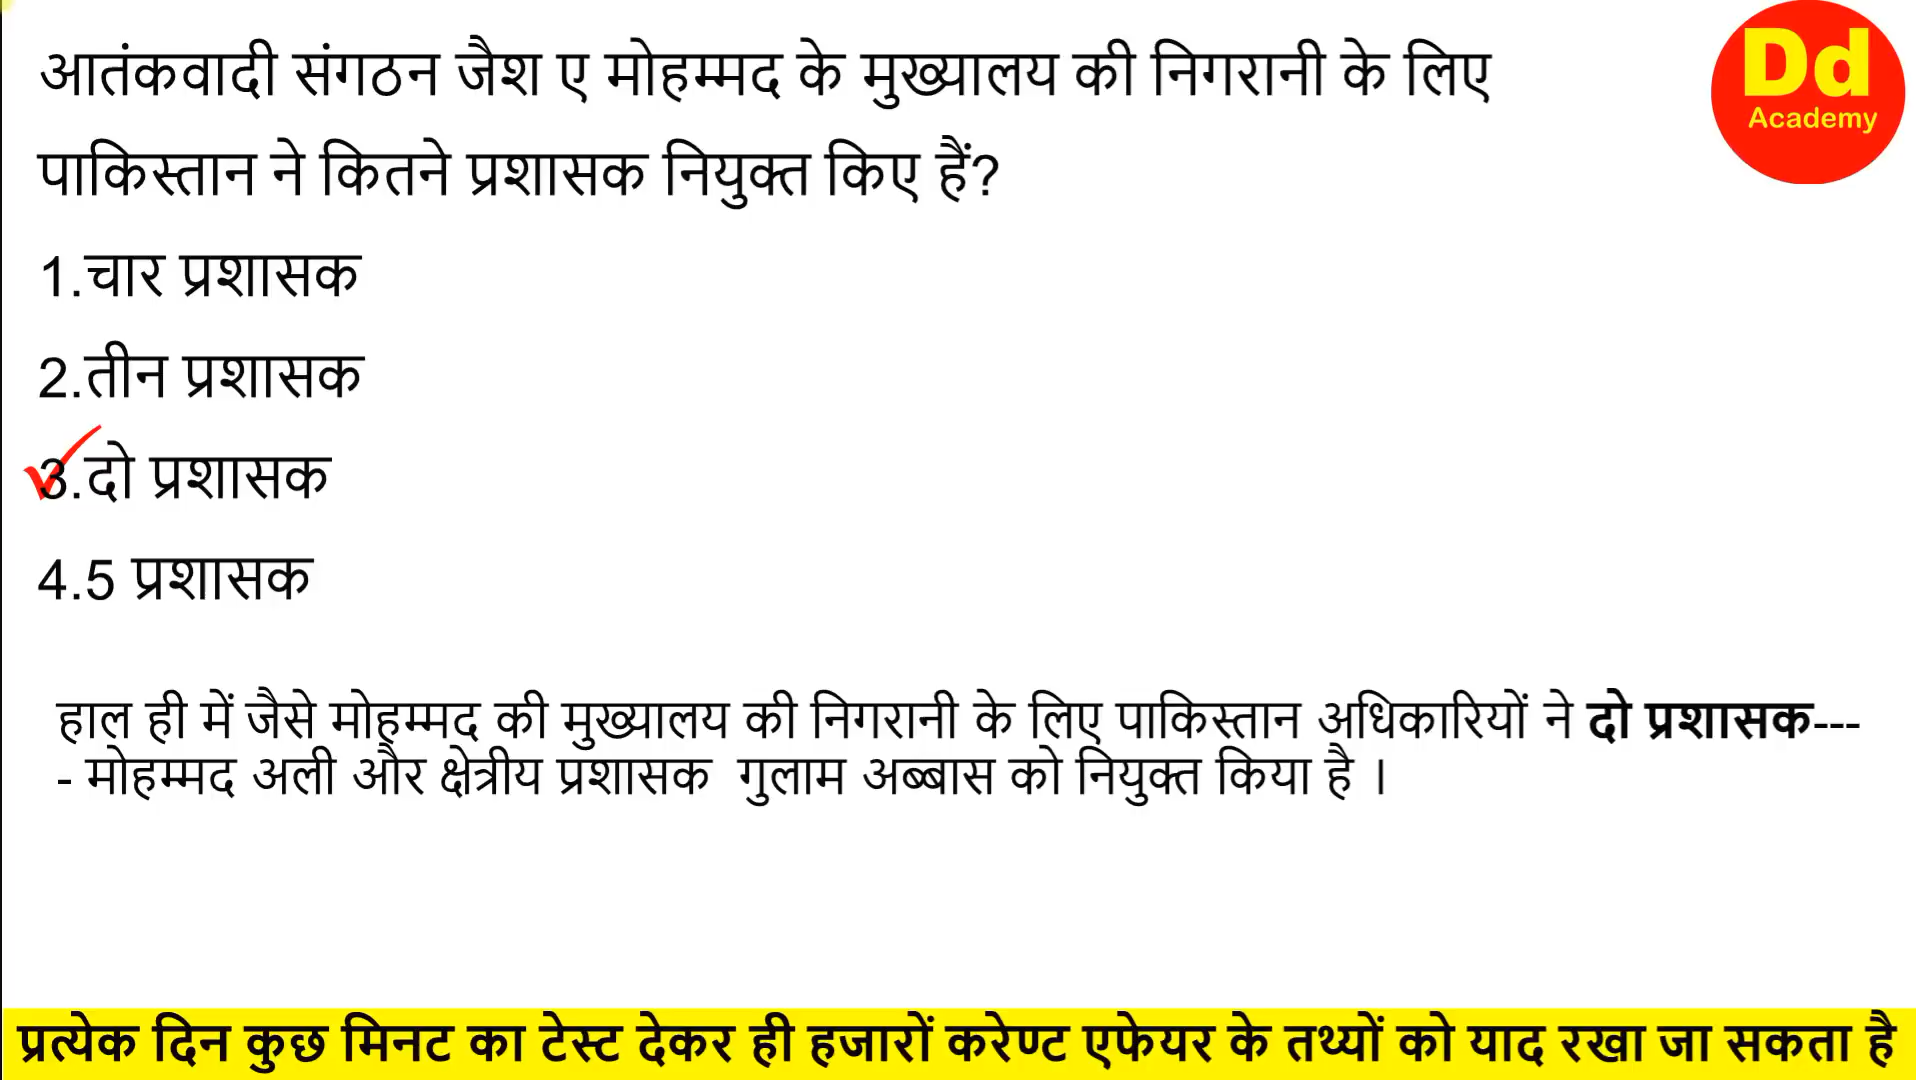 आतंकवादी संगठन जैश ए मोहम्मद के मुख्यालय की निगरानी के लिए
पाकिस्तान ने कितने प्रशासक नियुक्त किए हैं?
1.चार प्रशासक
2.तीन प्रशासक
3.दो प्रशासक
4.5 प्रशासक
हाल ही में जैसे मोहम्मद की मुख्यालय की निगरानी के लिए पाकिस्तान अधिकारियों ने दो प्रशासक---
- मोहम्मद अली और क्षेत्रीय प्रशासक गुलाम अब्बास को नियुक्त किया है ।
Dd
Academy
प्रत्येक दिन कुछ मिनट का टेस्ट देकर ही हजारों करेण्ट एफेयर के तथ्यों को याद रखा जा सकता है